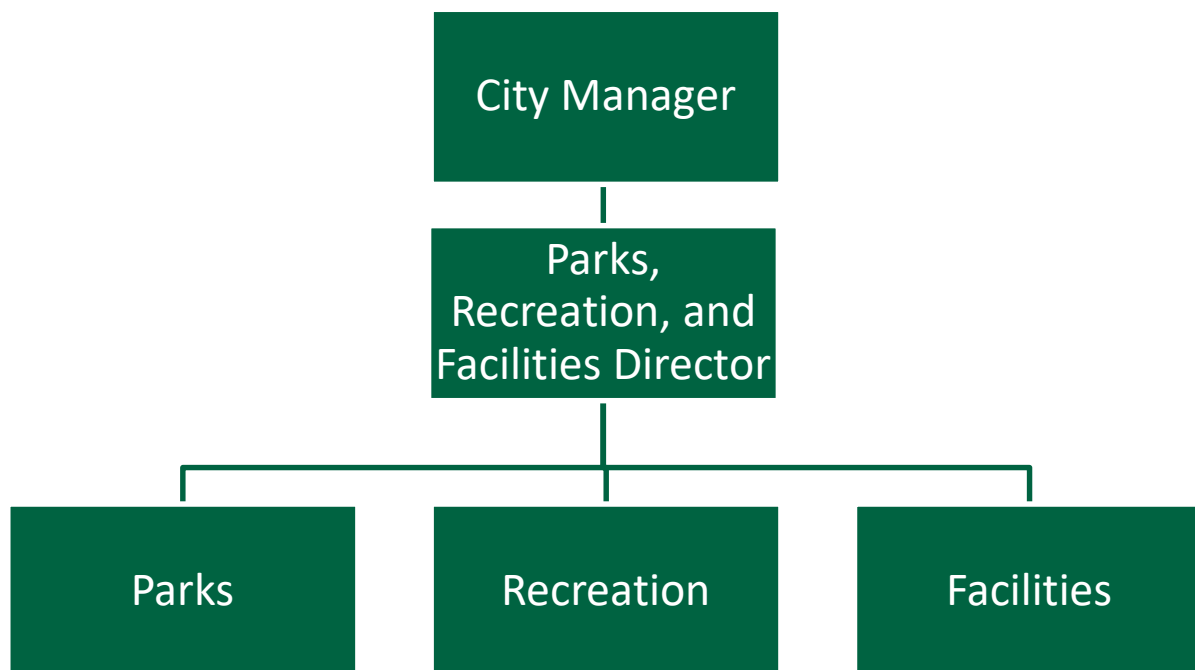 City Manager
Parks,
Recreation, and
Facilities Director
Parks
Recreation
Facilities